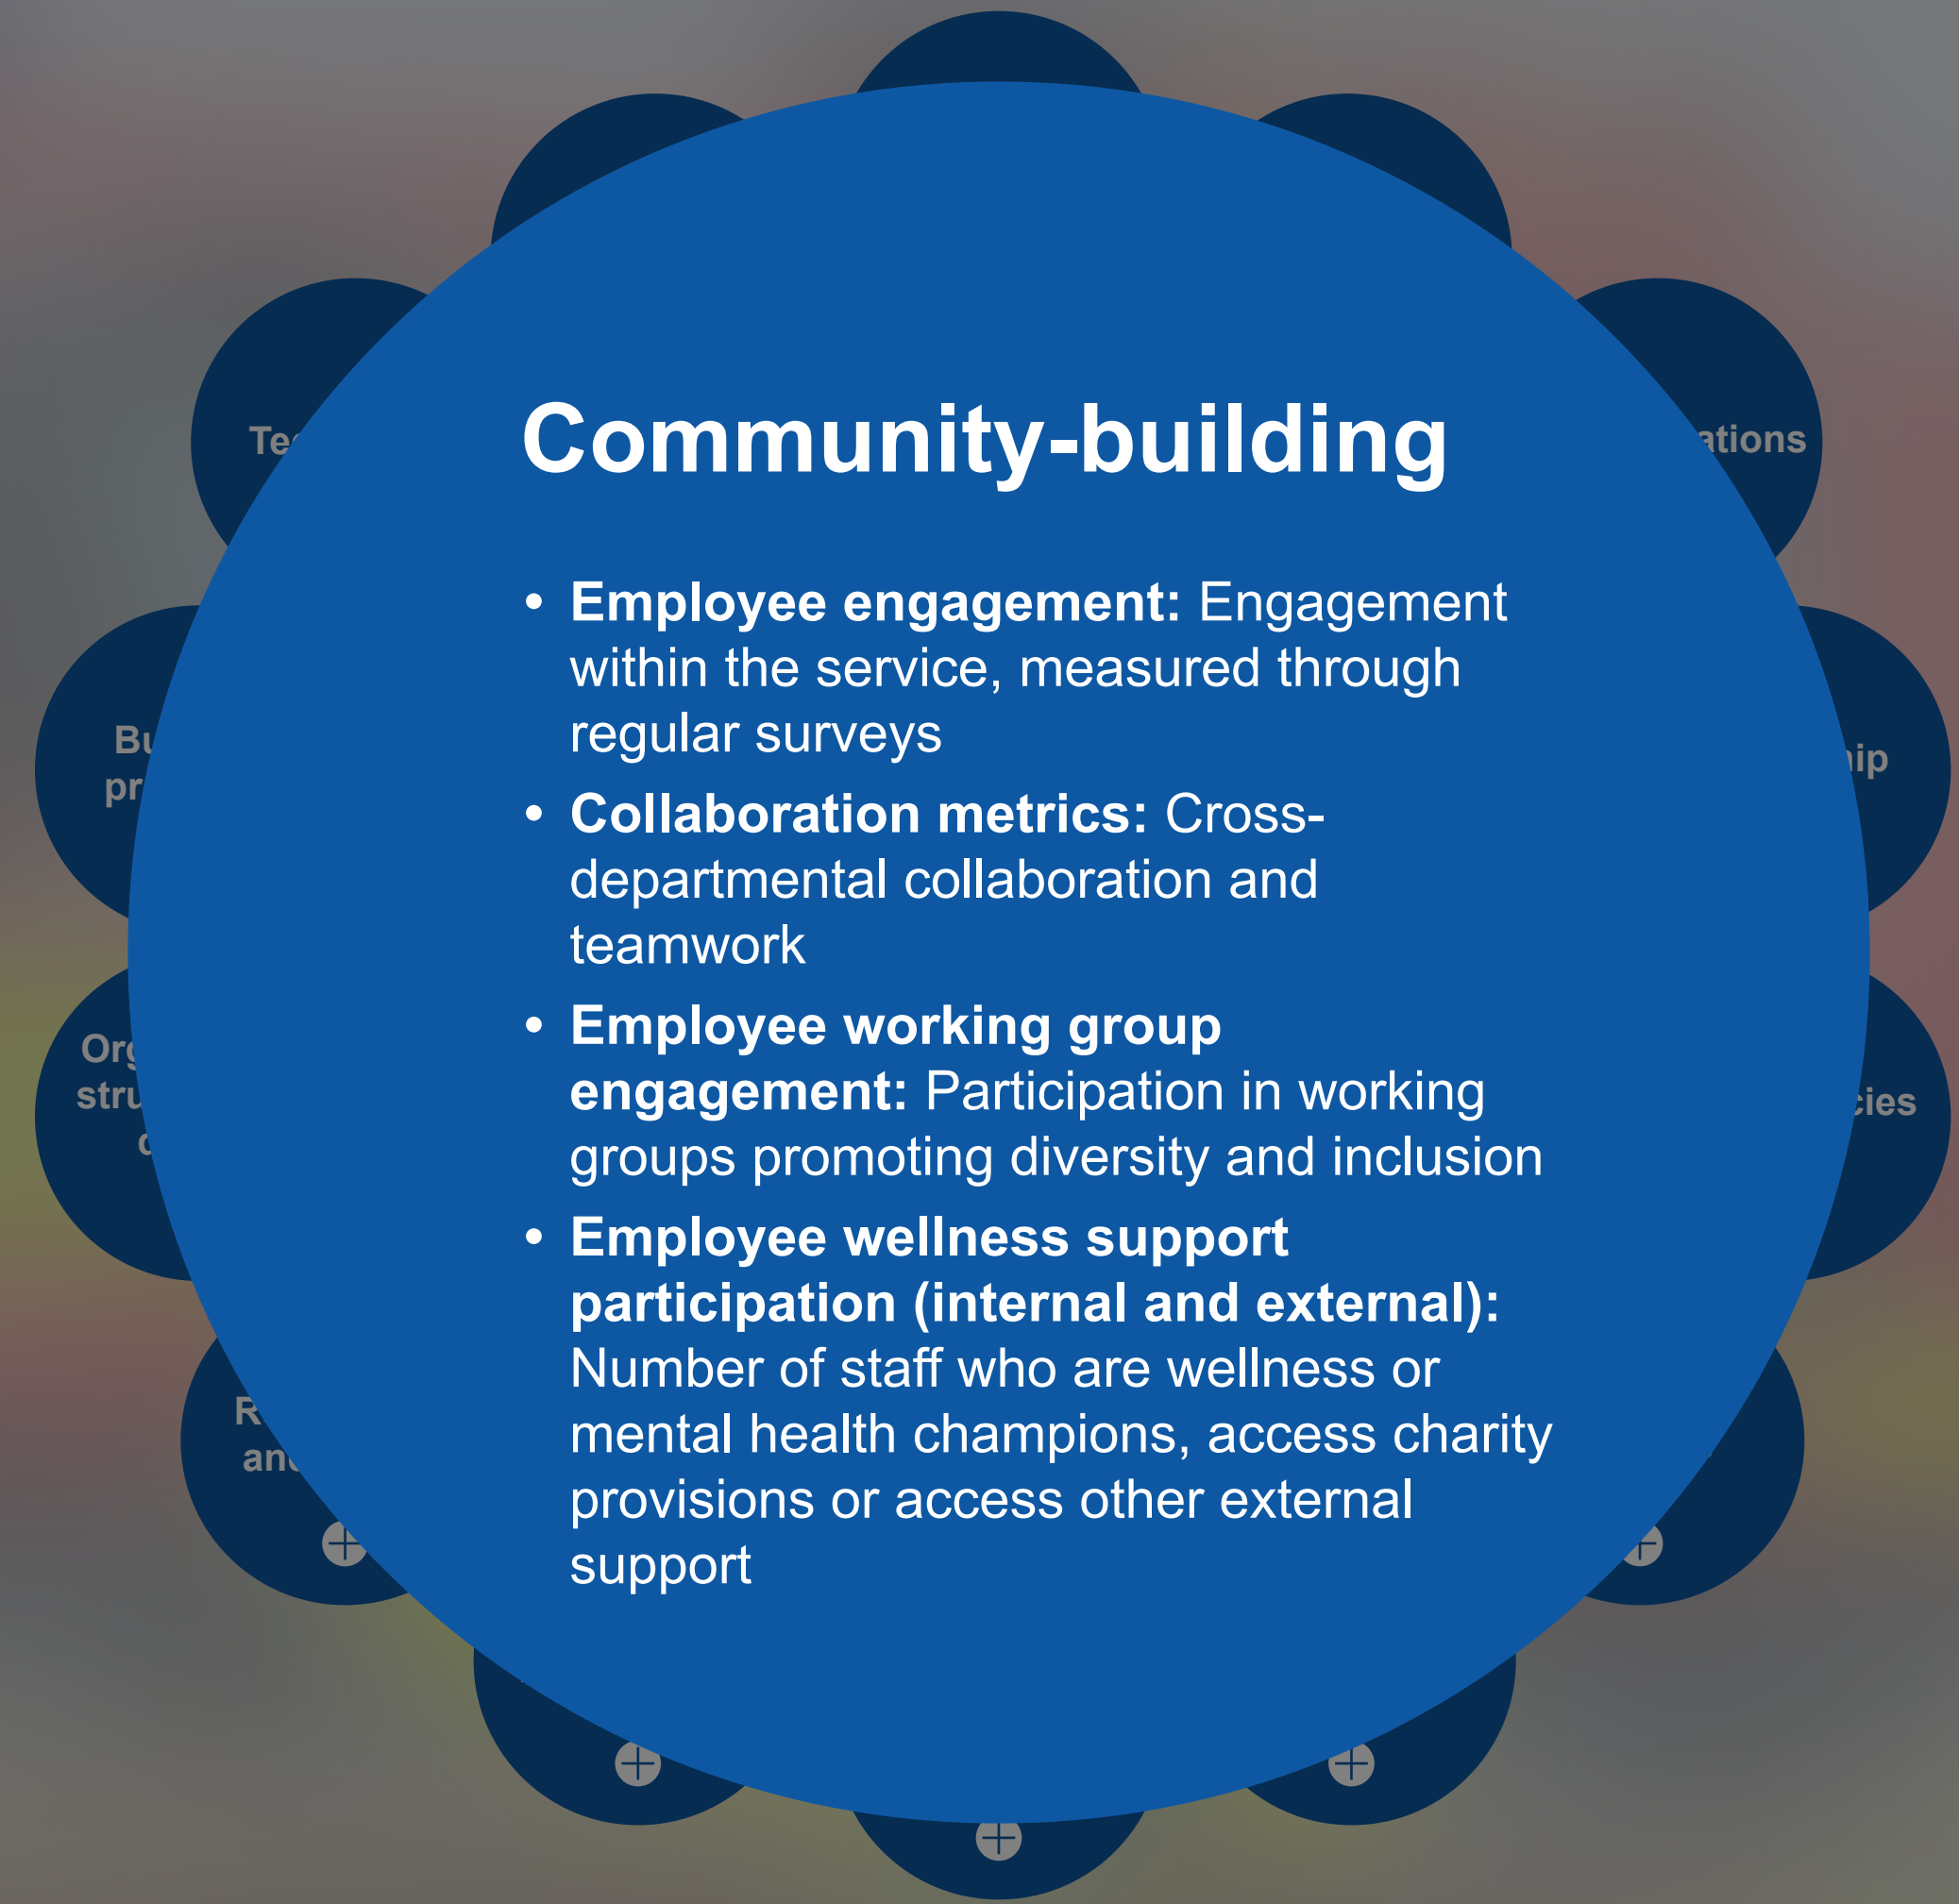 Community-building
• Employee engagement: Engagement
within the service, measured through
regular surveys
• Collaboration metrics: Cross-
departmental collaboration and
teamwork
• Employee working group
engagement: Participation in working
groups promoting diversity and inclusion
• Employee wellness support
participation (internal and external):
Number of staff who are wellness or
mental health champions, access charity
provisions or access other external
support